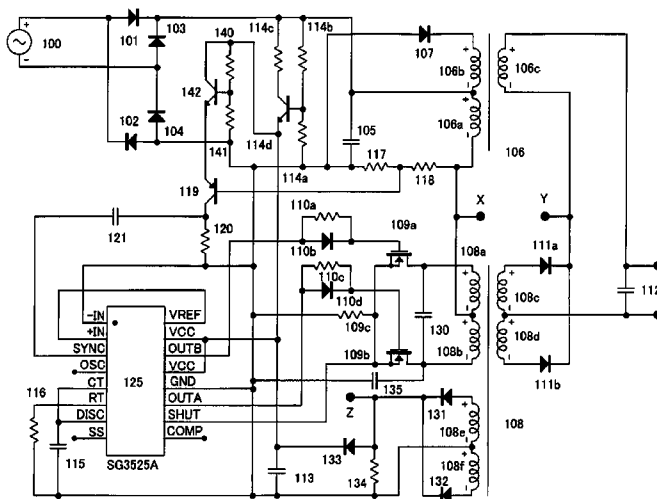 100
101
103
102
104
140
142
141
114c
114b
114d
114a
105
107
106b
106c
106a
106
117
118
119
120
121
110a
110b
110c
110d
109a
109c
109b
X
Y
108a
108b
111a
108c
108d
111b
112
130
135
Z
131
108e
108f
132
108
133
134
113
-IN
+IN
SYNC
OSC
CT
RT
DISC
SS
125
VREF
VCC
OUTB
VCC
GND
OUTA
SHUT
COMP
SG3525A
116
115